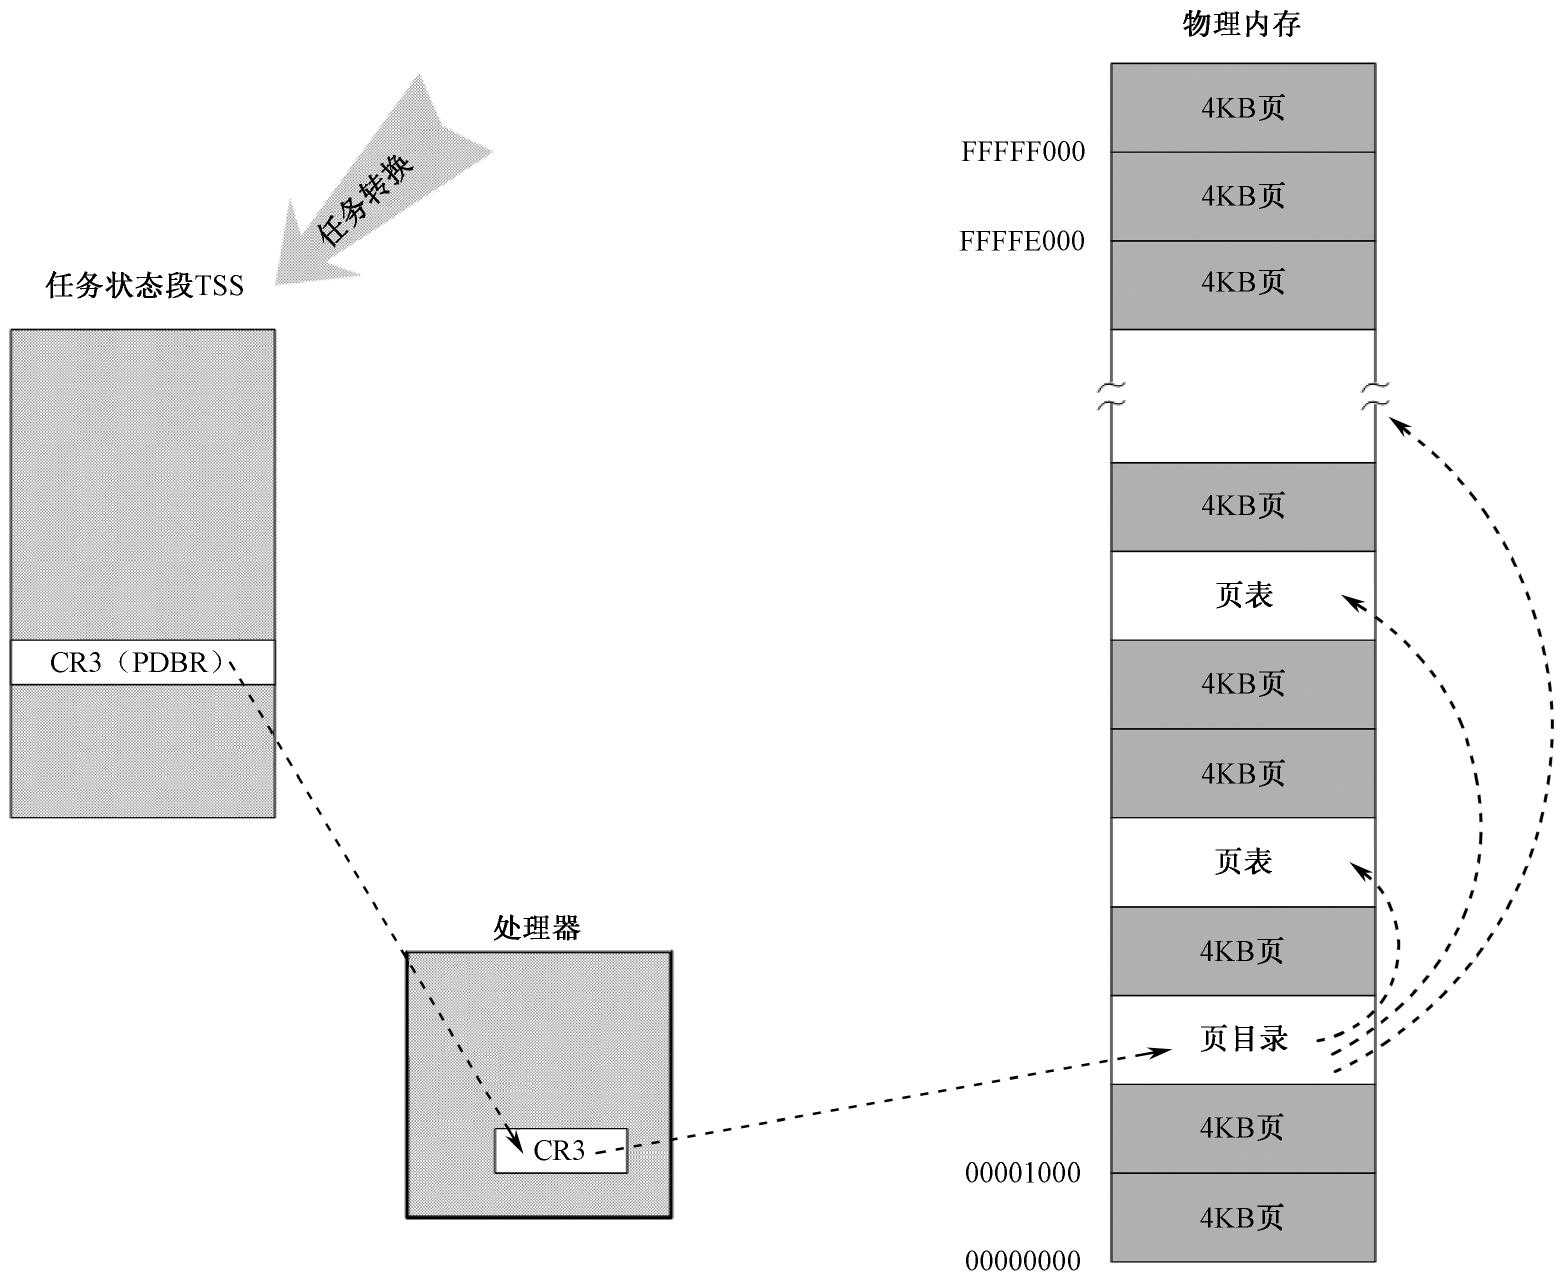 物理内存
4KB页
FFFFF000
4KB页
FFFFE000
4KB页
任务转换
任务状态段TSS
4KB页
页表
CR3（PDBR）
4KB页
4KB页
页表
处理器
4KB页
页目录
4KB页
CR3
00001000
4KB页
00000000